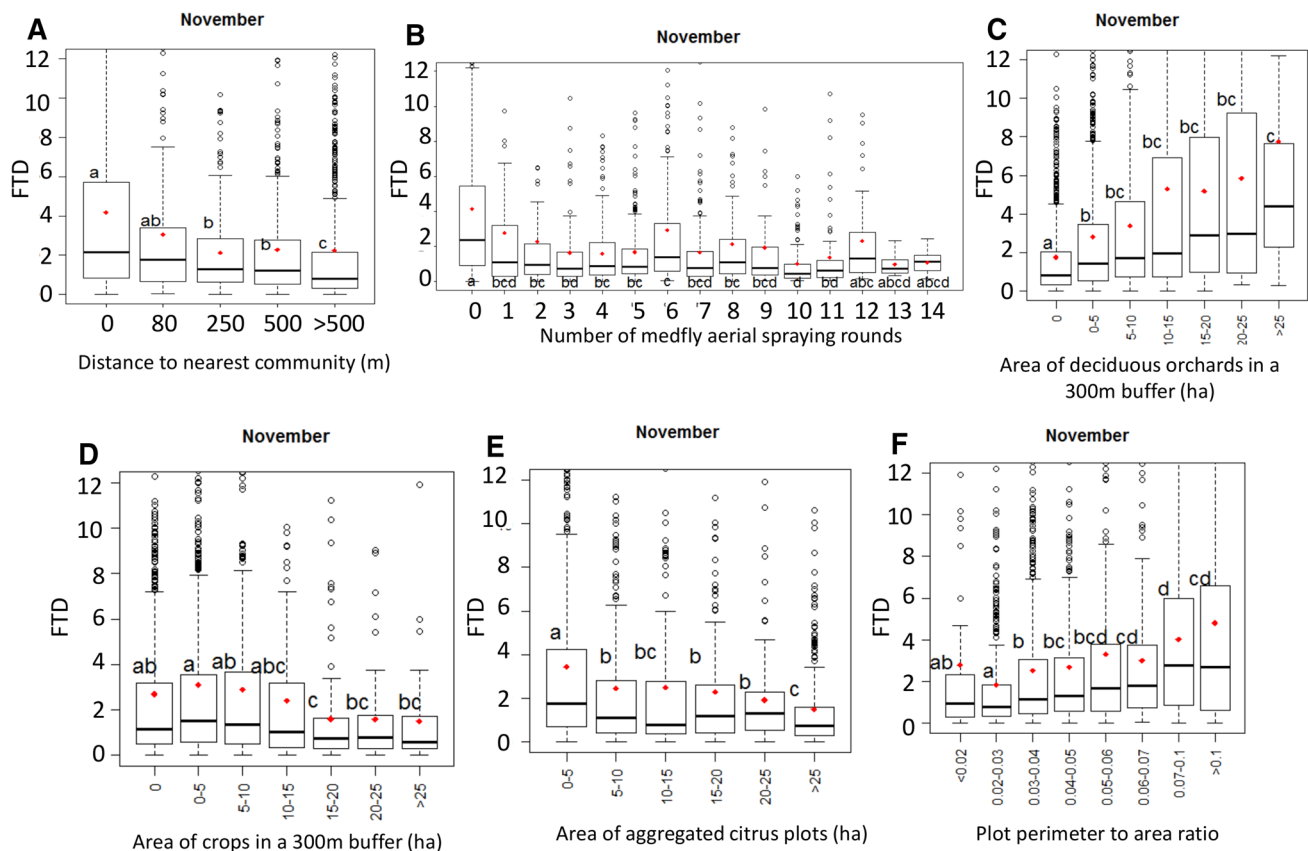 A
November
FTD
12
10
8
6
4
2
0
a
ab
b
b
c
0 80 250 500 >500
Distance to nearest community (m)
B
November
FTD
12
10
8
6
4
2
0
a bcd bc bd bc bc c bc bc bcd d bcd abc abcd abcd
0 1 2 3 4 5 6 7 8 9 10 11 12 13 14
Number of medfly aerial spraying rounds
C
November
FTD
12
10
8
6
4
2
0
a
b
bc
bc
bc
bc
c
0 0-5 5-10 10-15 15-20 20-25 >25
Area of deciduous orchards in a
300m buffer (ha)
D
November
FTD
12
10
8
6
4
2
0
ab a ab abc c bc bc
0 0-5 5-10 10-15 15-20 20-25 >25
Area of crops in a 300m buffer (ha)
E
November
FTD
12
10
8
6
4
2
0
a
b bc b
b
c
0-5 5-10 10-15 15-20 20-25 >25
Area of aggregated citrus plots (ha)
F
November
FTD
12
10
8
6
4
2
0
ab a b bc bcd cd d cd
<0.02 0.02-0.03 0.03-0.04 0.04-0.05 0.05-0.06 0.06-0.07 0.07-0.1 >0.1
Plot perimeter to area ratio